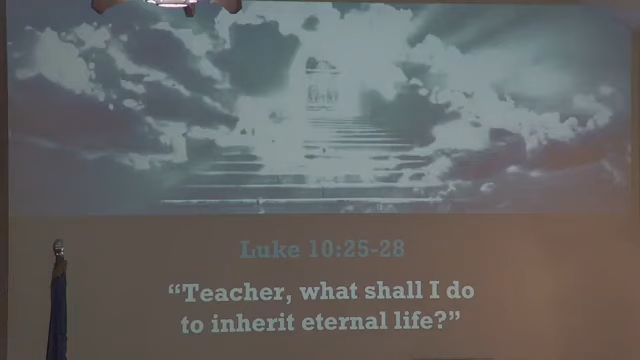 Luke 10:25-28
“Teacher, what shall I do
to inherit eternal life?”